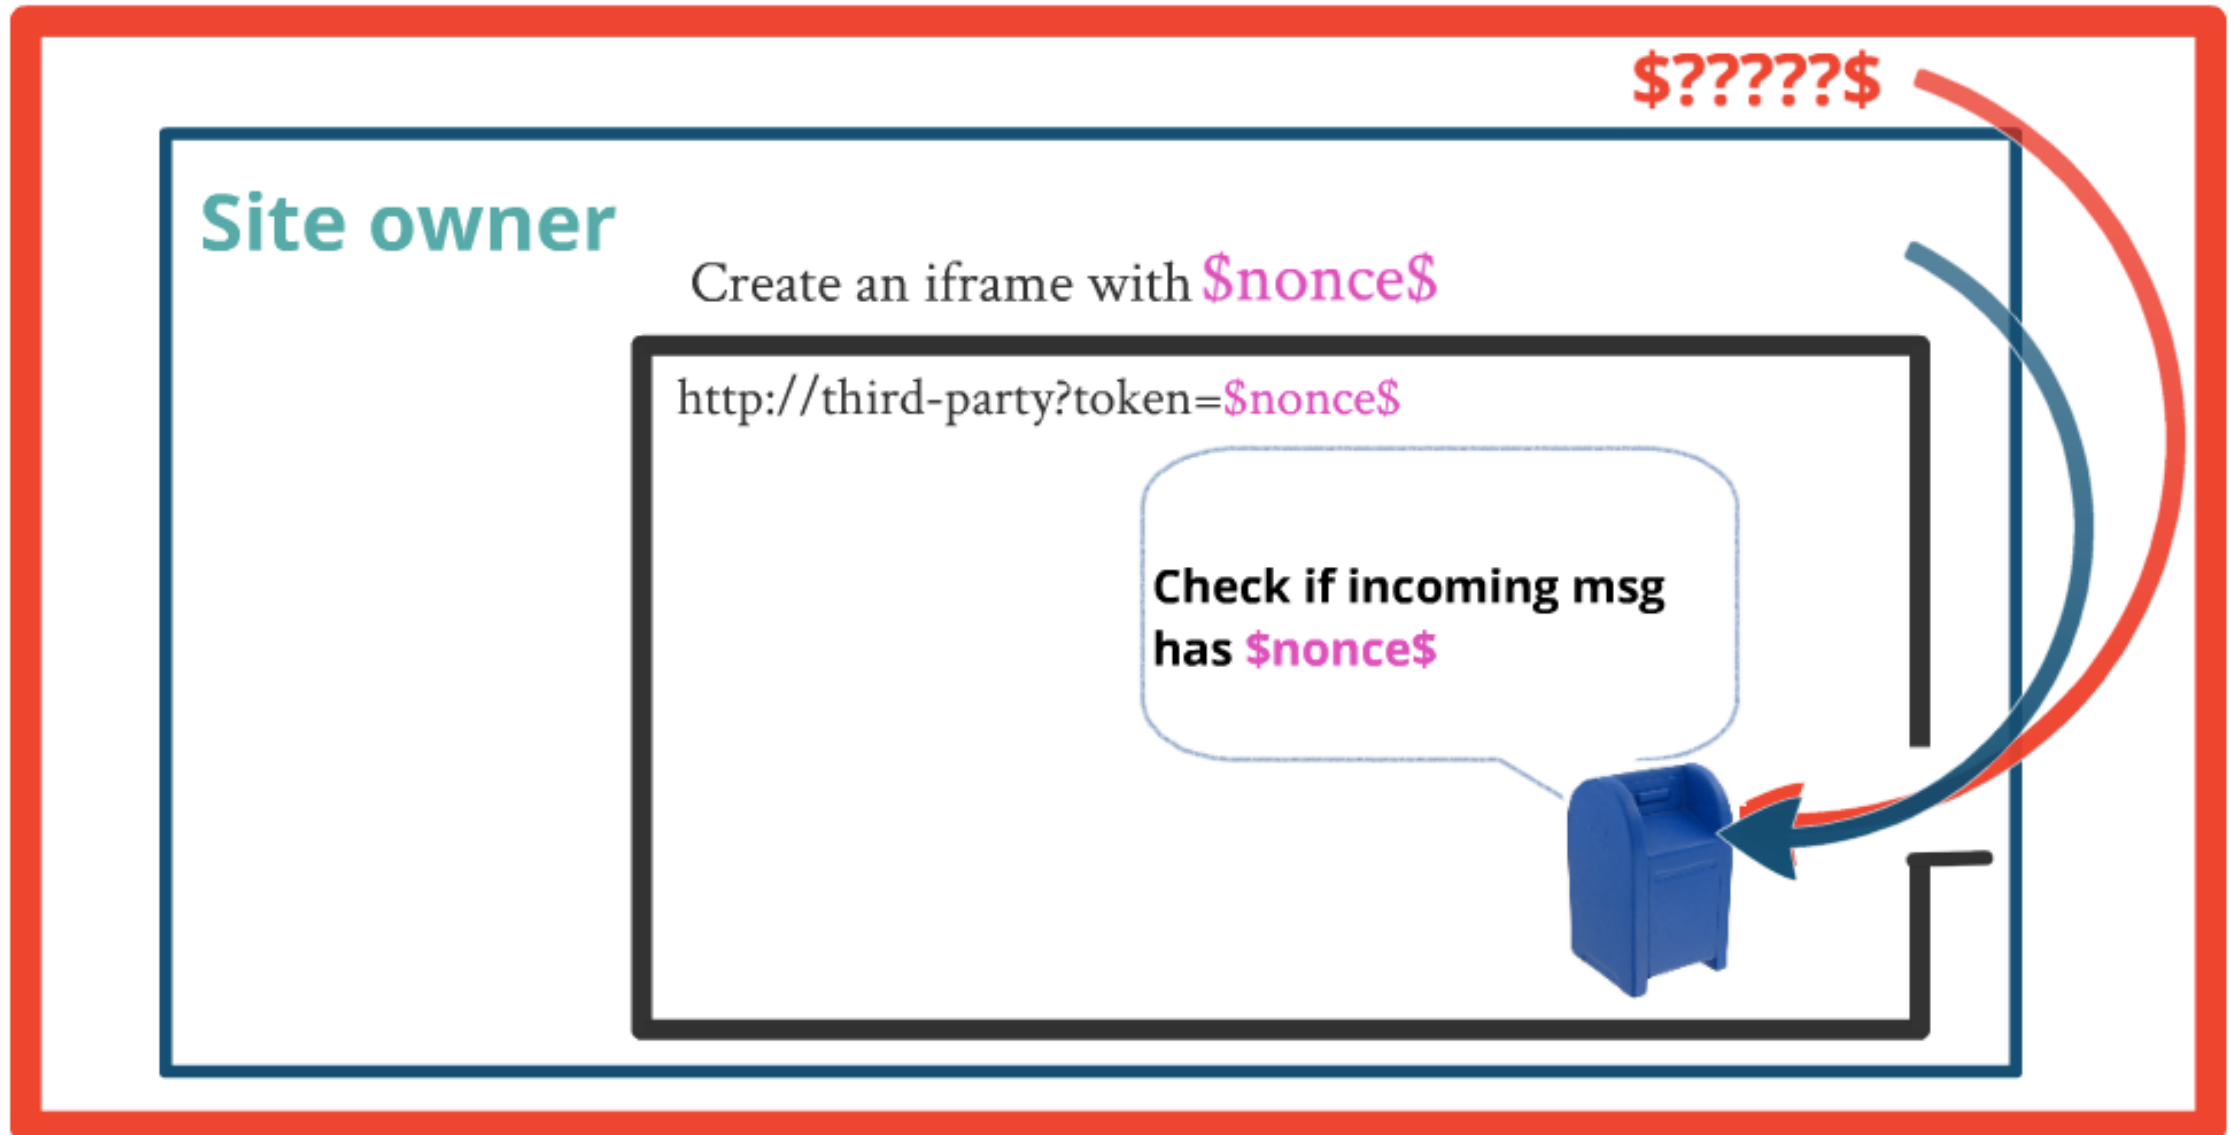 $?????$
Site owner
Create an iframe with $nonce$
http://third-party?token=$nonce$
Check if incoming msg
has $nonce$